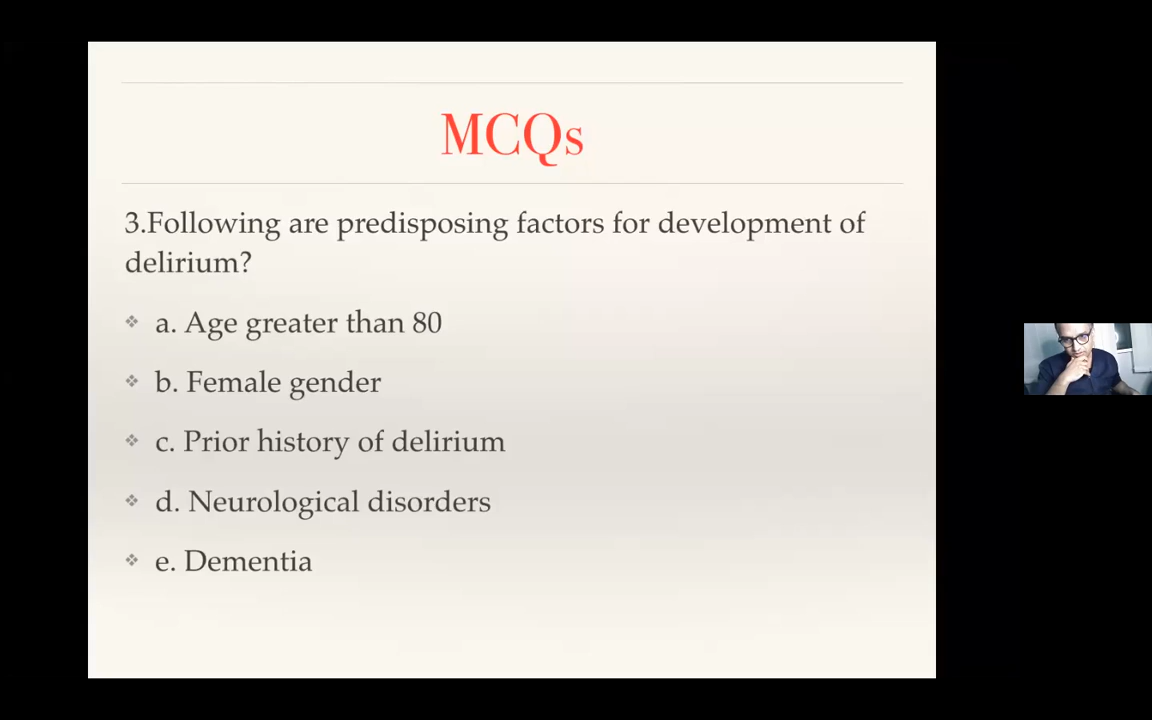 MCQs
3.Following are predisposing factors for development of
delirium?
a. Age greater than 80
b. Female gender
c. Prior history of delirium
d. Neurological disorders
e. Dementia